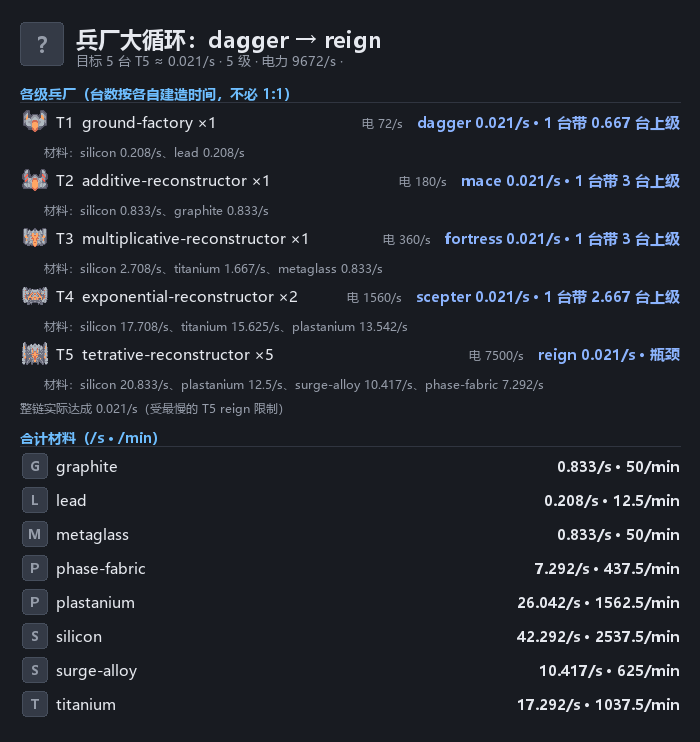 ?
兵厂大循环：dagger → reign
目标 5 台 T5 ≈ 0.021/s · 5 级 · 电力 9672/s ·
各级兵厂（台数按各自建造时间，不必 1:1）
T1 ground-factory ×1 电 72/s dagger 0.021/s • 1 台带 0.667 台上级
材料：silicon 0.208/s、lead 0.208/s
T2 additive-reconstructor ×1 电 180/s mace 0.021/s • 1 台带 3 台上级
材料：silicon 0.833/s、graphite 0.833/s
T3 multiplicative-reconstructor ×1 电 360/s fortress 0.021/s • 1 台带 3 台上级
材料：silicon 2.708/s、titanium 1.667/s、metaglass 0.833/s
T4 exponential-reconstructor ×2 电 1560/s scepter 0.021/s • 1 台带 2.667 台上级
材料：silicon 17.708/s、titanium 15.625/s、plastanium 13.542/s
T5 tetrative-reconstructor ×5 电 7500/s reign 0.021/s • 瓶颈
材料：silicon 20.833/s、plastanium 12.5/s、surge-alloy 10.417/s、phase-fabric 7.292/s
整链实际达成 0.021/s（受最慢的 T5 reign 限制）
合计材料（/s • /min）
G graphite 0.833/s • 50/min
L lead 0.208/s • 12.5/min
M metaglass 0.833/s • 50/min
P phase-fabric 7.292/s • 437.5/min
P plastanium 26.042/s • 1562.5/min
S silicon 42.292/s • 2537.5/min
S surge-alloy 10.417/s • 625/min
T titanium 17.292/s • 1037.5/min